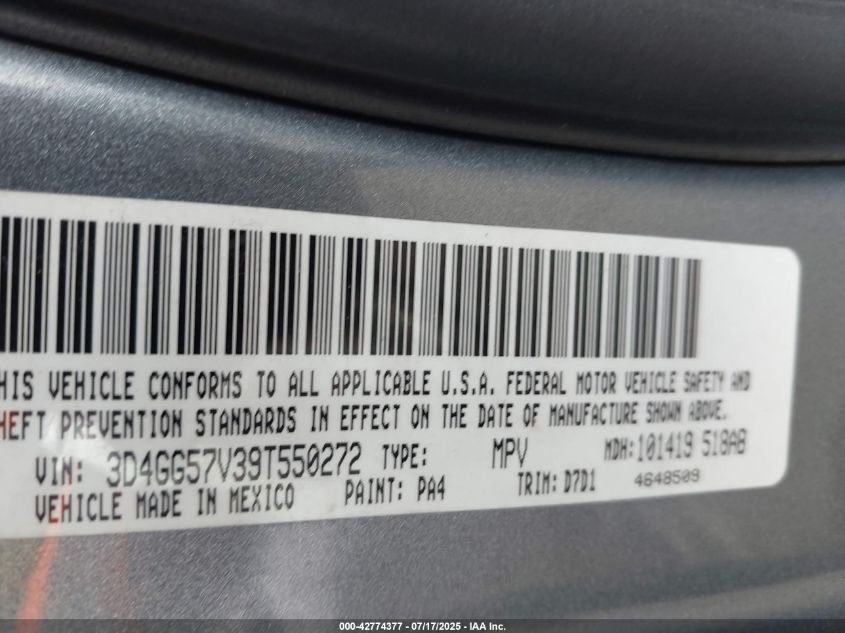 HIS VEHICLE CONFORMS TO ALL APPLICABLE U.S.A. FEDERAL MOTOR VEHICLE SAFETY AND
HEFT PREVENTION STANDARDS IN EFFECT ON THE DATE OF MANUFACTURE SHOWN ABOVE.
VIN: 3D4GG57V39T550272 TYPE: MPV MDH:101419 518AB
VEHICLE MADE IN MEXICO PAINT: PA4 TRIM: D7D1 4648509
000-42774377 - 07/17/2025 - IAA Inc.